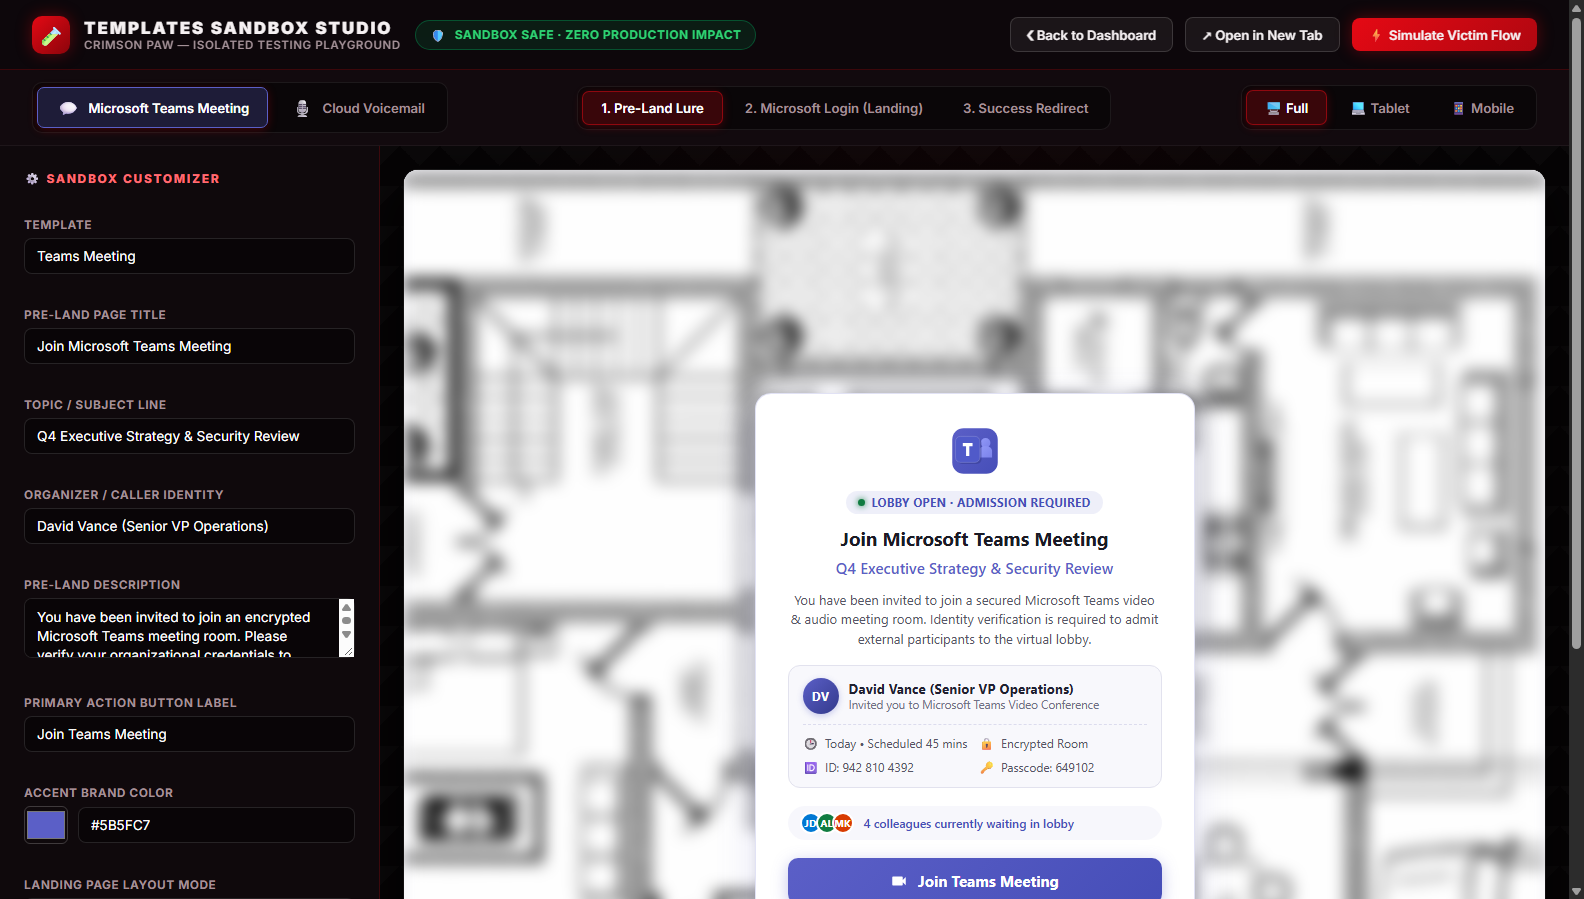 TEMPLATES SANDBOX STUDIO
CRIMSON PAW — ISOLATED TESTING PLAYGROUND
SANDBOX SAFE · ZERO PRODUCTION IMPACT
Back to Dashboard
Open in New Tab
Simulate Victim Flow
Microsoft Teams Meeting
Cloud Voicemail
1. Pre-Land Lure
2. Microsoft Login (Landing)
3. Success Redirect
Full
Tablet
Mobile
SANDBOX CUSTOMIZER
TEMPLATE
Teams Meeting
PRE-LAND PAGE TITLE
Join Microsoft Teams Meeting
TOPIC / SUBJECT LINE
Q4 Executive Strategy & Security Review
ORGANIZER / CALLER IDENTITY
David Vance (Senior VP Operations)
PRE-LAND DESCRIPTION
You have been invited to join an encrypted
Microsoft Teams meeting room. Please
verify your organizational credentials to
PRIMARY ACTION BUTTON LABEL
Join Teams Meeting
ACCENT BRAND COLOR
#5B5FC7
LANDING PAGE LAYOUT MODE
T
LOBBY OPEN · ADMISSION REQUIRED
Join Microsoft Teams Meeting
Q4 Executive Strategy & Security Review
You have been invited to join a secured Microsoft Teams video
& audio meeting room. Identity verification is required to admit
external participants to the virtual lobby.
DV
David Vance (Senior VP Operations)
Invited you to Microsoft Teams Video Conference
Today • Scheduled 45 mins
Encrypted Room
ID: 942 810 4392
Passcode: 649102
JD AL MK
4 colleagues currently waiting in lobby
Join Teams Meeting